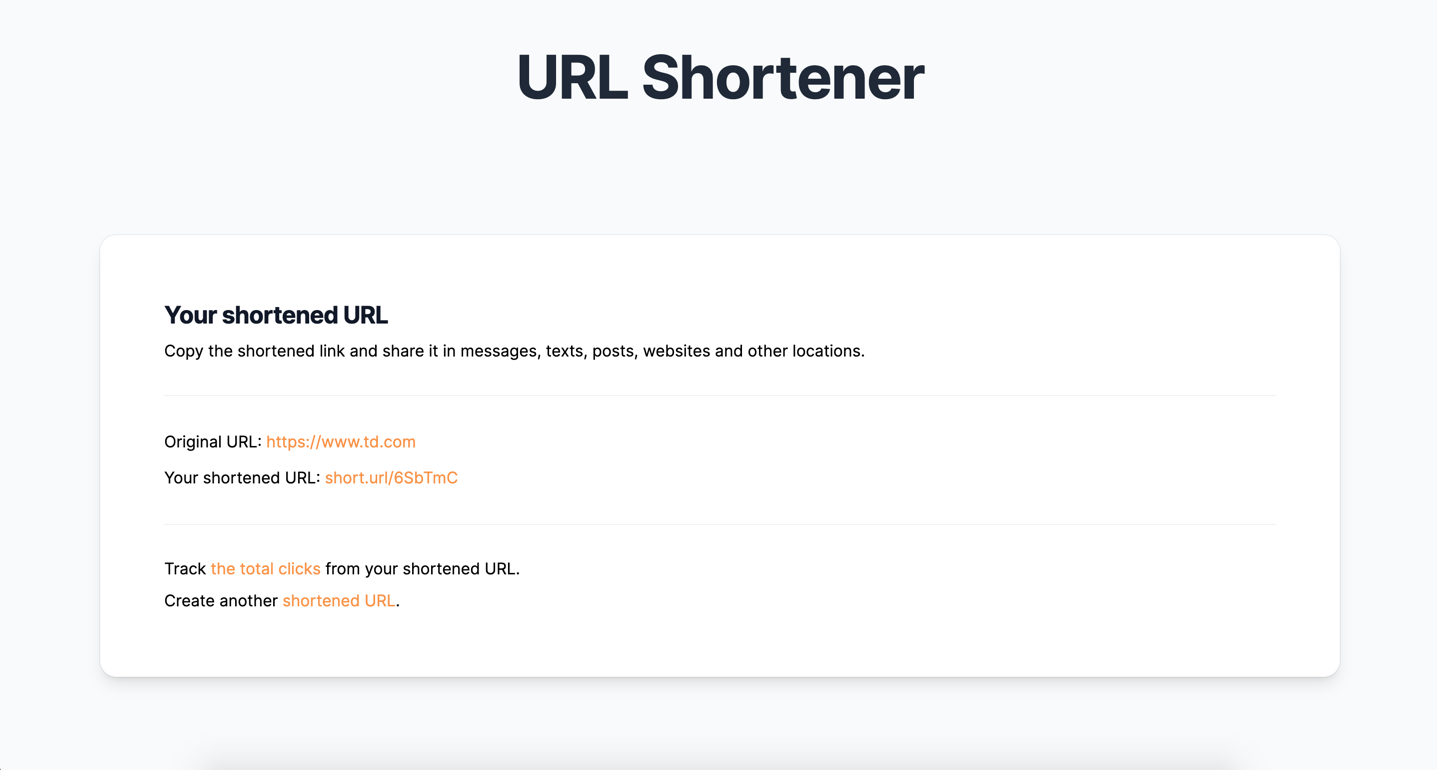 URL Shortener
Your shortened URL
Copy the shortened link and share it in messages, texts, posts, websites and other locations.
Original URL: https://www.td.com
Your shortened URL: short.url/6SbTmC
Track the total clicks from your shortened URL.
Create another shortened URL.